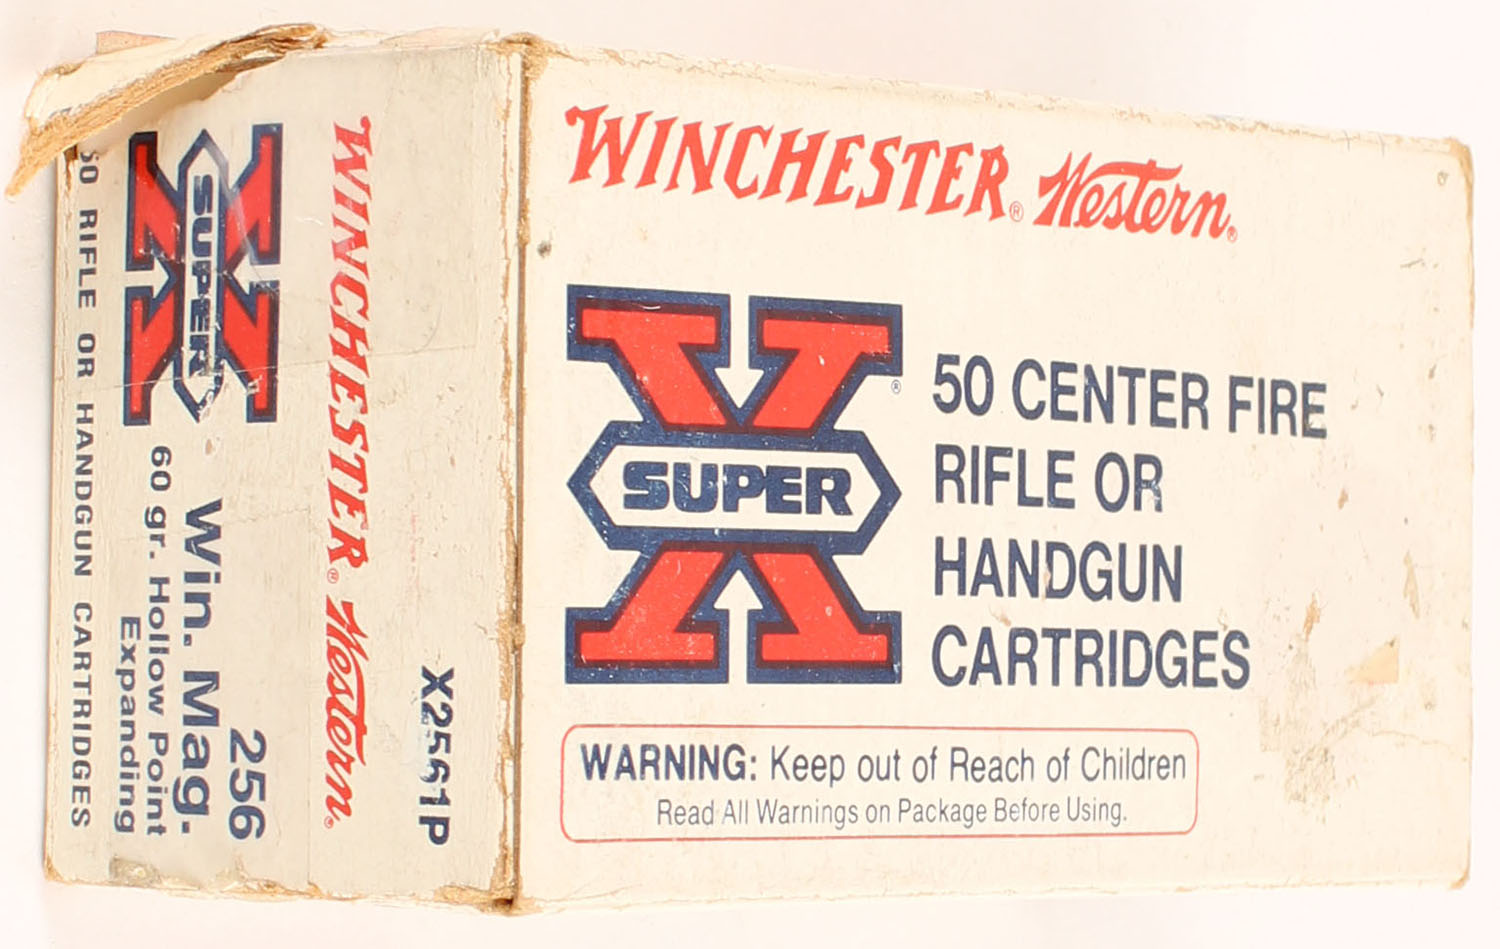 WINCHESTER® Western®
SUPER X®
50 CENTER FIRE
RIFLE OR
HANDGUN
CARTRIDGES
WARNING: Keep out of Reach of Children
Read All Warnings on Package Before Using.
X2561P
WINCHESTER® Western®
SUPER X
256
Win. Mag.
60 gr. Hollow Point
Expanding
50 RIFLE OR HANDGUN CARTRIDGES